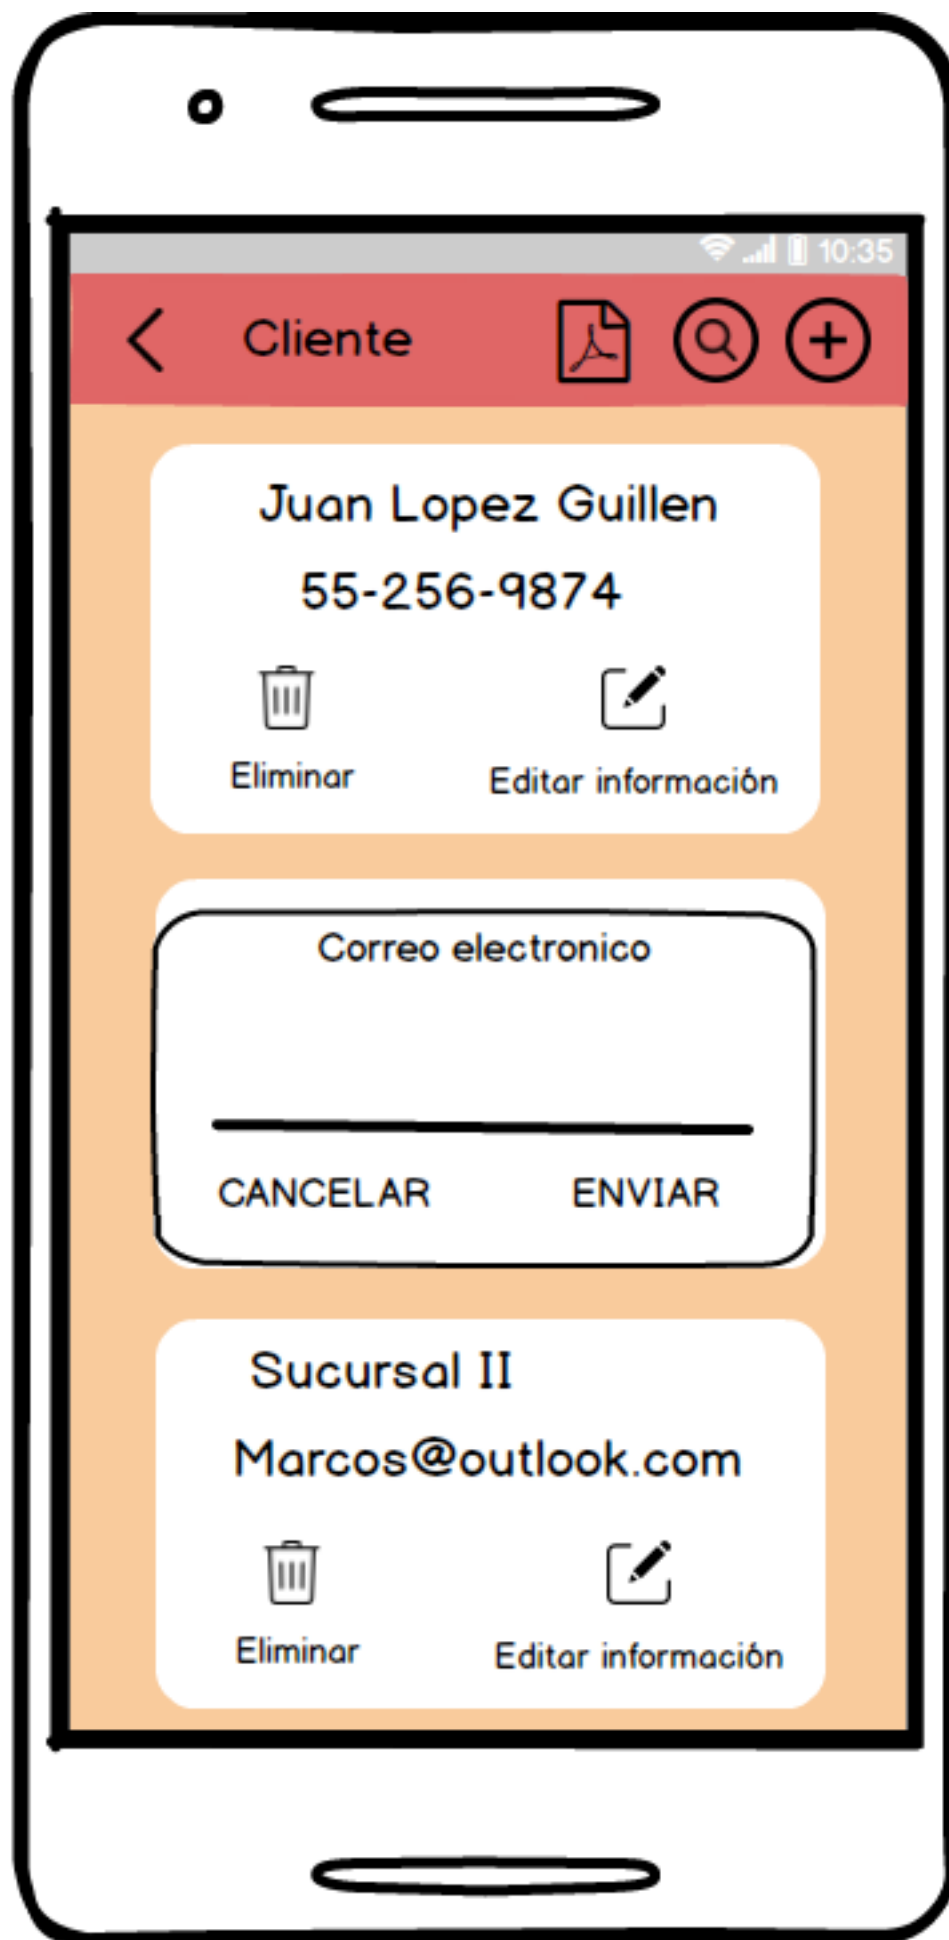 10:35
Cliente
Juan Lopez Guillen
55-256-9874
Eliminar
Editar información
Correo electronico
CANCELAR ENVIAR
Sucursal II
Marcos@outlook.com
Eliminar
Editar información